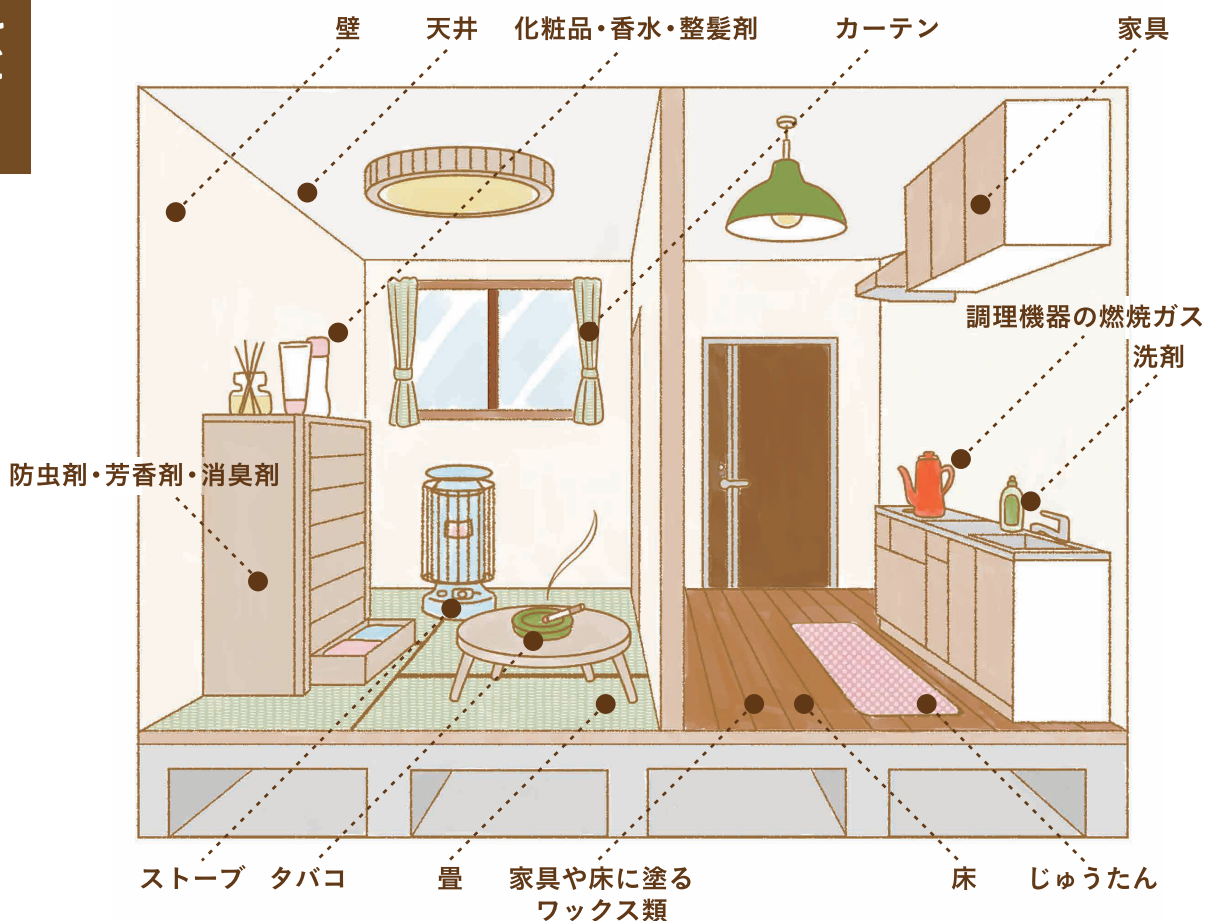 壁
天井
化粧品・香水・整髪剤
カーテン
家具
調理機器の燃焼ガス
洗剤
防虫剤・芳香剤・消臭剤
ストーブ
タバコ
畳
家具や床に塗る
ワックス類
床
じゅうたん